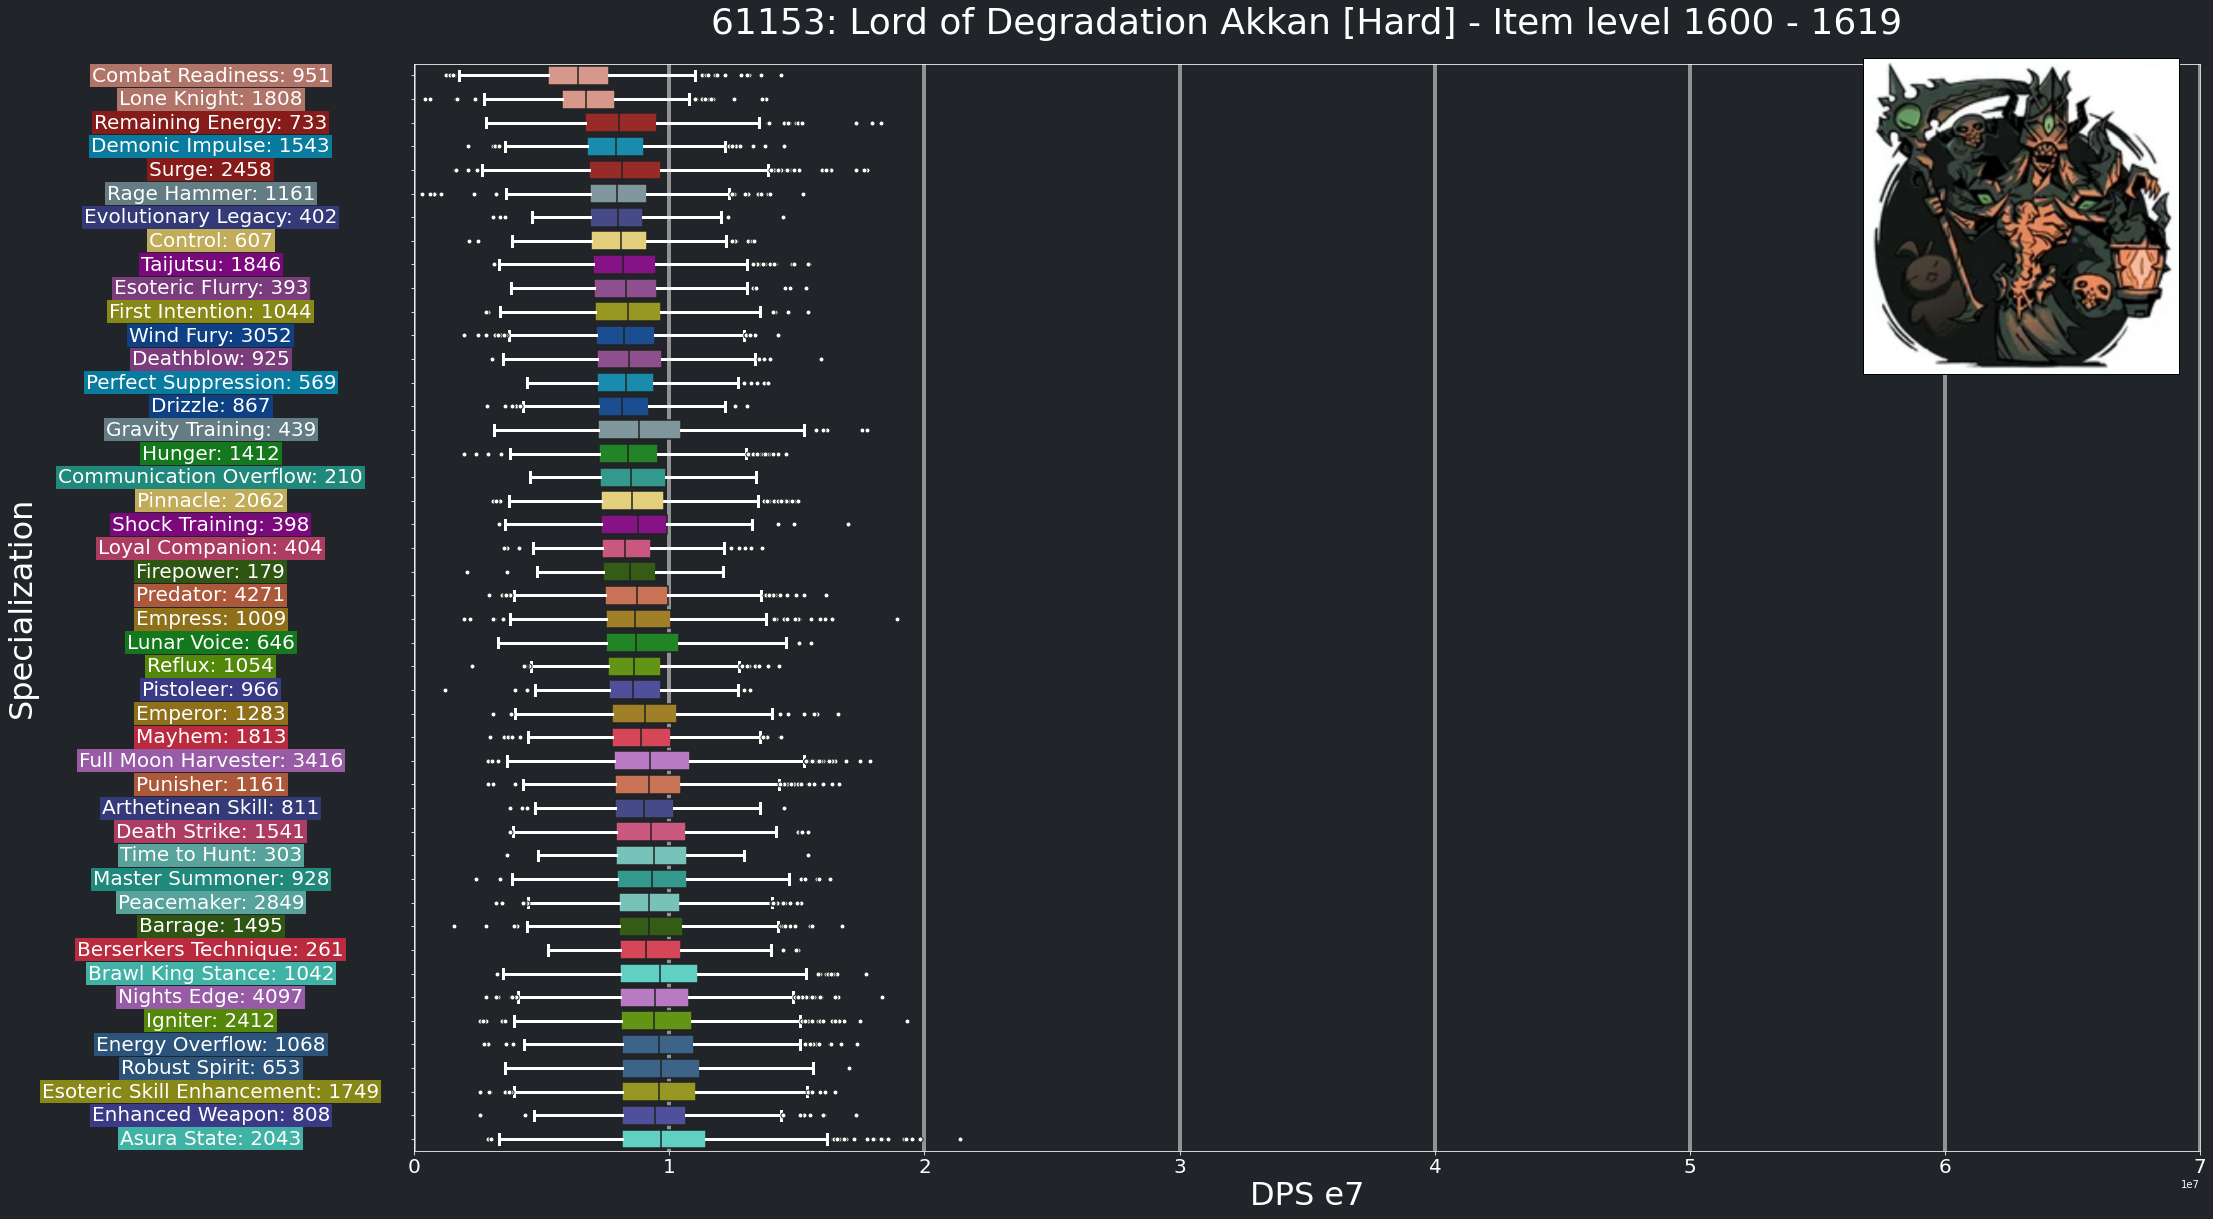 61153: Lord of Degradation Akkan [Hard] - Item level 1600 - 1619
Combat Readiness: 951
Lone Knight: 1808
Remaining Energy: 733
Demonic Impulse: 1543
Surge: 2458
Rage Hammer: 1161
Evolutionary Legacy: 402
Control: 607
Taijutsu: 1846
Esoteric Flurry: 393
First Intention: 1044
Wind Fury: 3052
Deathblow: 925
Perfect Suppression: 569
Drizzle: 867
Gravity Training: 439
Hunger: 1412
Communication Overflow: 210
Pinnacle: 2062
Shock Training: 398
Loyal Companion: 404
Firepower: 179
Predator: 4271
Empress: 1009
Lunar Voice: 646
Reflux: 1054
Pistoleer: 966
Emperor: 1283
Mayhem: 1813
Full Moon Harvester: 3416
Punisher: 1161
Arthetinean Skill: 811
Death Strike: 1541
Time to Hunt: 303
Master Summoner: 928
Peacemaker: 2849
Barrage: 1495
Berserkers Technique: 261
Brawl King Stance: 1042
Nights Edge: 4097
Igniter: 2412
Energy Overflow: 1068
Robust Spirit: 653
Esoteric Skill Enhancement: 1749
Enhanced Weapon: 808
Asura State: 2043
Specialization
0 1 2 3 4 5 6 7
1e7
DPS e7